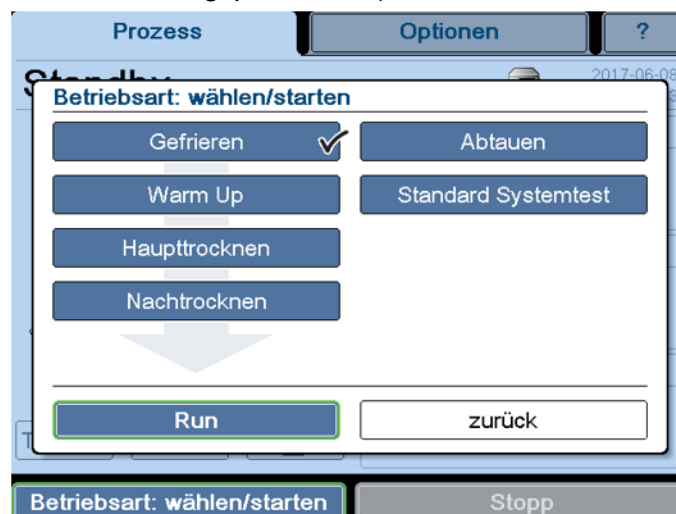 Prozess
Optionen
?
2017-06-08
Betriebsart: wählen/starten
Gefrieren
Abtauen
Warm Up
Standard Systemtest
Haupttrocknen
Nachtrocknen
Run
zurück
Betriebsart: wählen/starten
Stopp